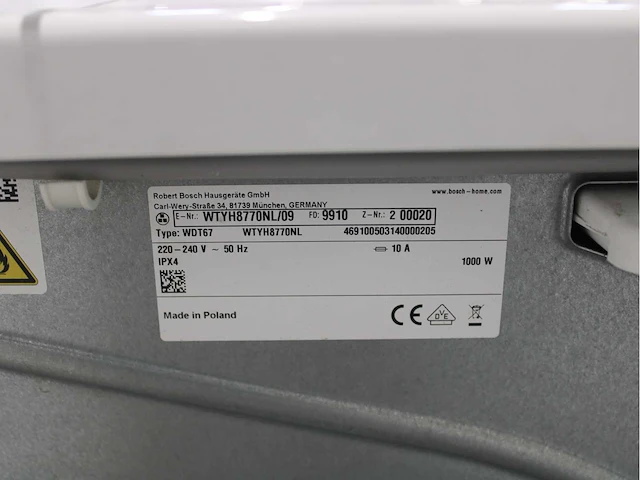 Robert Bosch Hausgeräte GmbH
www.bosch-home.com
Carl-Wery-Straße 34, 81739 München, GERMANY
E-Nr.: WTYH8770NL/09 FD: 9910 Z-Nr.: 2 00020
Type: WDT67 WTYH8770NL 469100503140000205
220-240 V ~ 50 Hz 10 A
IPX4 1000 W
Made in Poland CE VDE